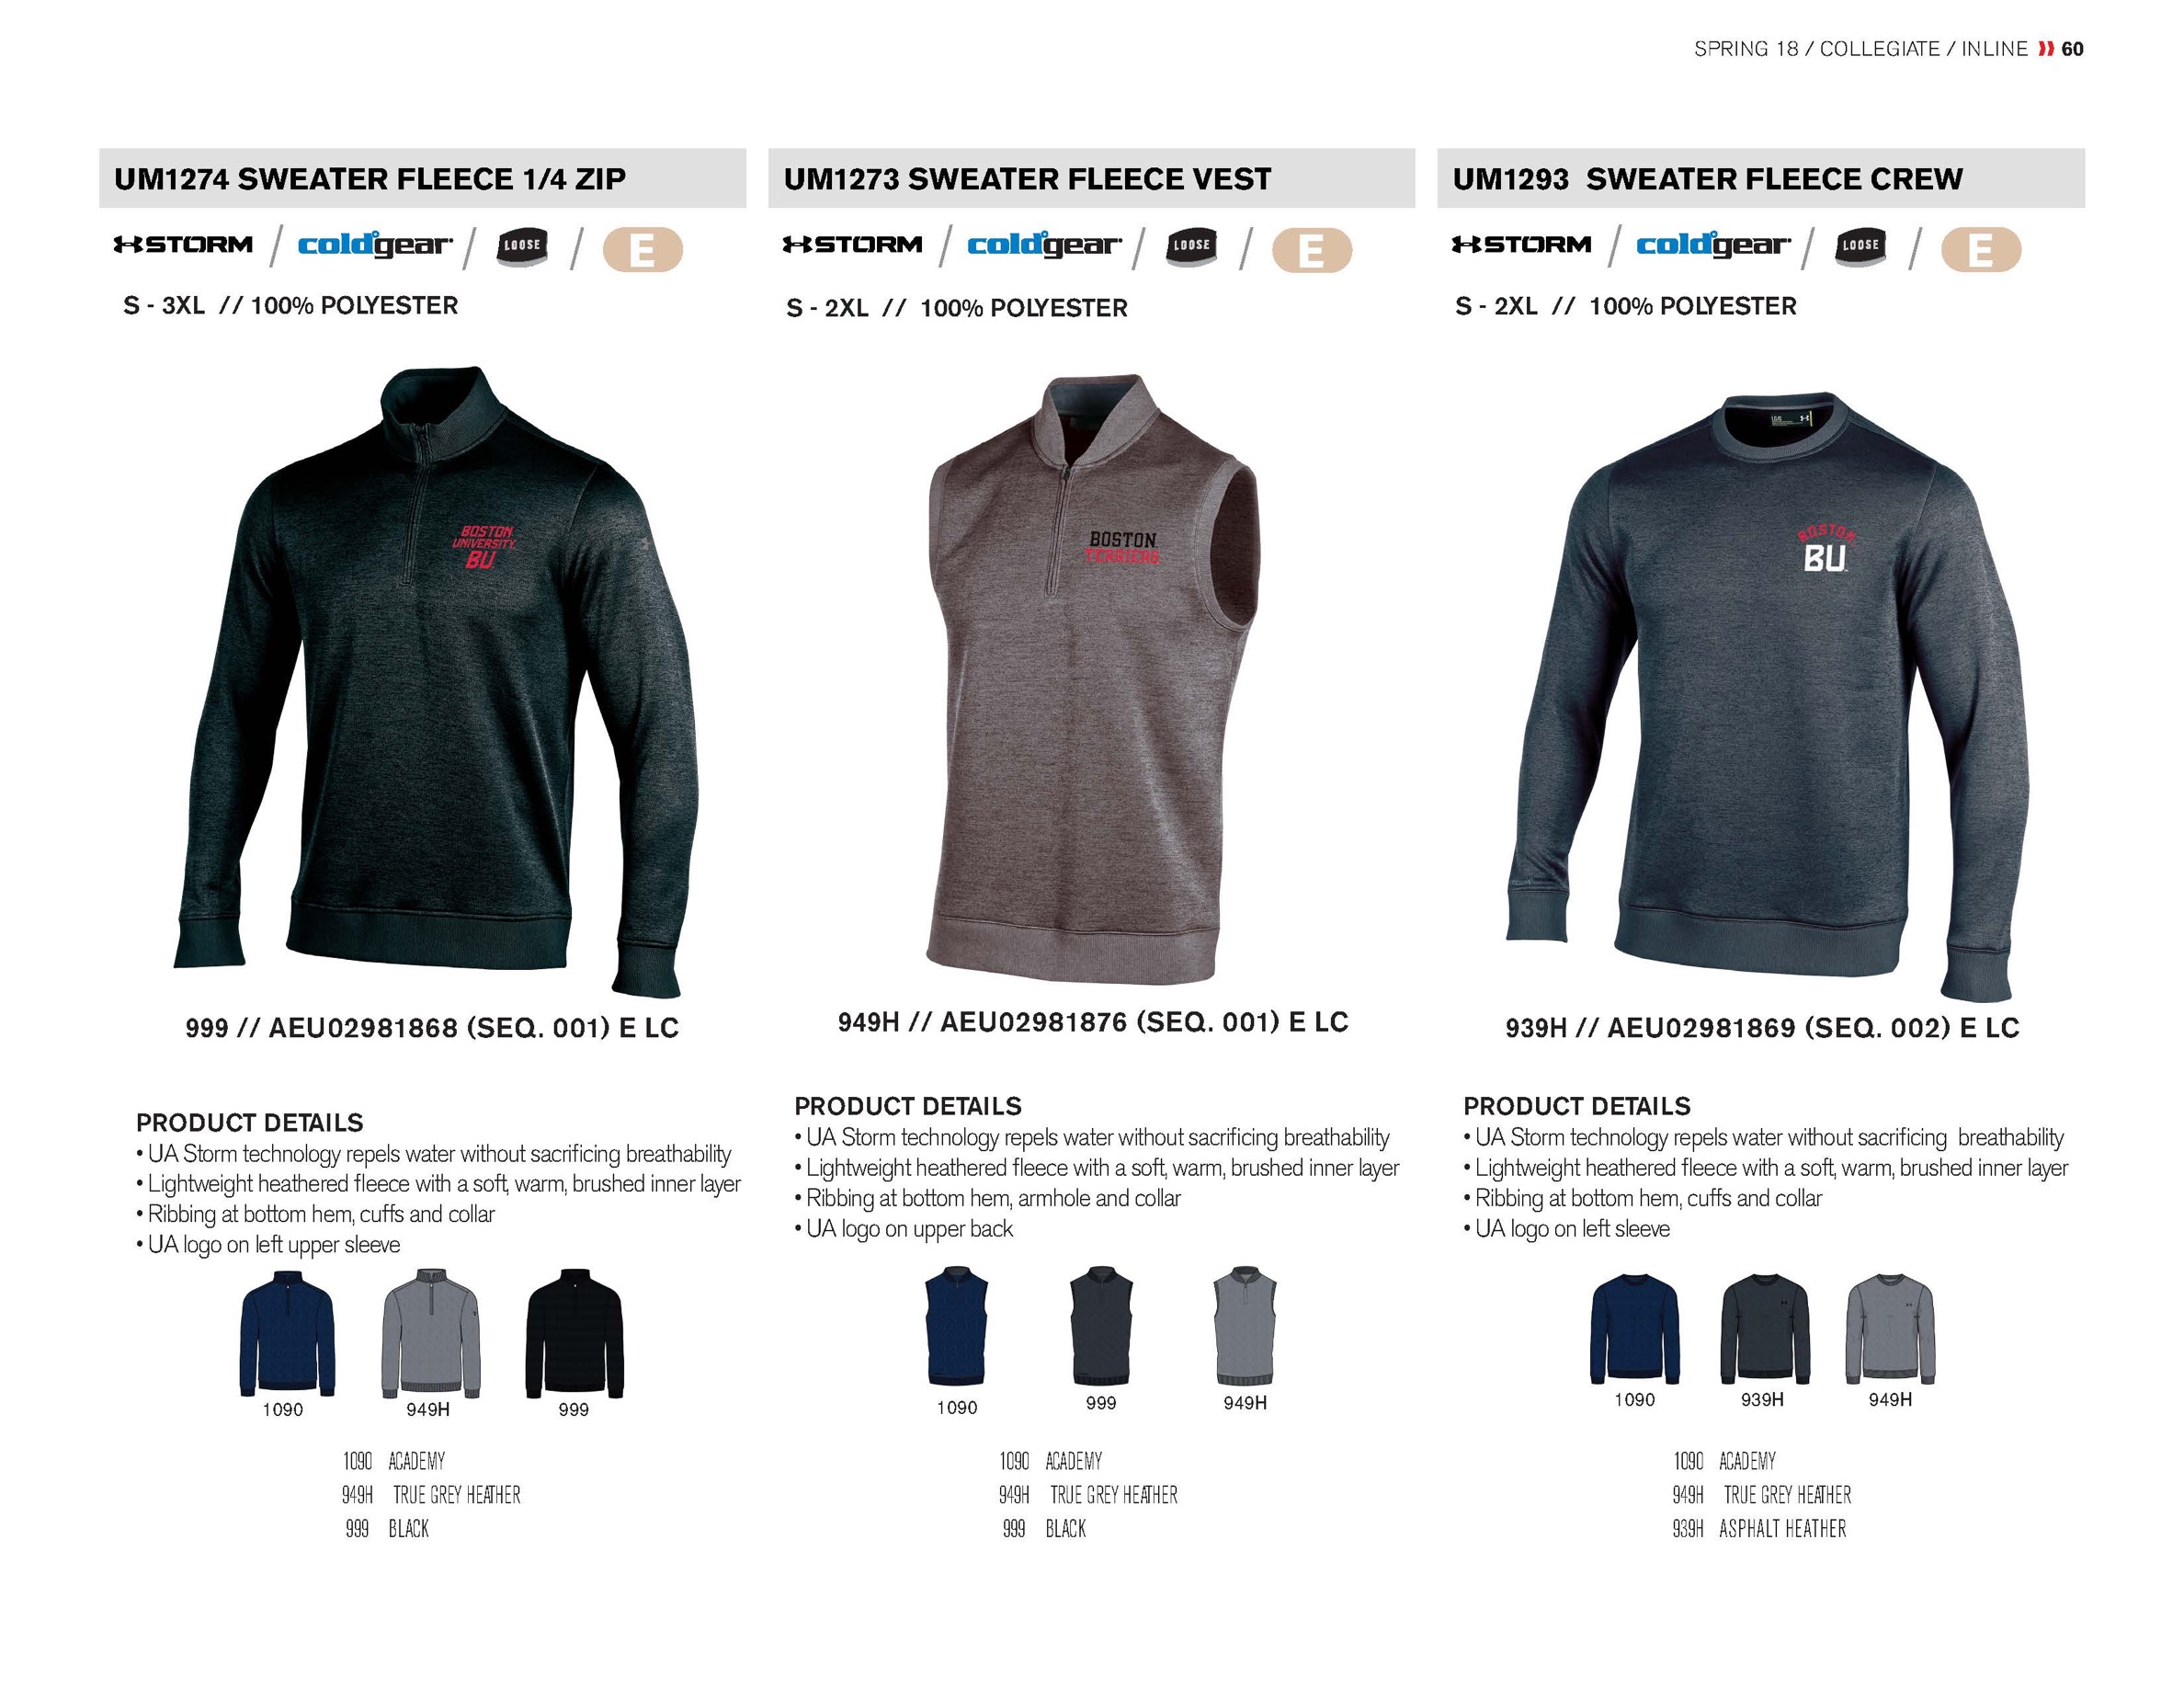 SPRING 18 / COLLEGIATE / INLINE 60
UM1274 SWEATER FLEECE 1/4 ZIP
STORM / coldgear / LOOSE / E
S - 3XL // 100% POLYESTER
BOSTON
UNIVERSITY
BU
999 // AEU02981868 (SEQ. 001) E LC
PRODUCT DETAILS
• UA Storm technology repels water without sacrificing breathability
• Lightweight heathered fleece with a soft, warm, brushed inner layer
• Ribbing at bottom hem, cuffs and collar
• UA logo on left upper sleeve
1090 949H 999
1090 ACADEMY
949H TRUE GREY HEATHER
999 BLACK
UM1273 SWEATER FLEECE VEST
STORM / coldgear / LOOSE / E
S - 2XL // 100% POLYESTER
BOSTON
TERRIERS
949H // AEU02981876 (SEQ. 001) E LC
PRODUCT DETAILS
• UA Storm technology repels water without sacrificing breathability
• Lightweight heathered fleece with a soft, warm, brushed inner layer
• Ribbing at bottom hem, armhole and collar
• UA logo on upper back
1090 999 949H
1090 ACADEMY
949H TRUE GREY HEATHER
999 BLACK
UM1293 SWEATER FLEECE CREW
STORM / coldgear / LOOSE / E
S - 2XL // 100% POLYESTER
BOSTON
BU
939H // AEU02981869 (SEQ. 002) E LC
PRODUCT DETAILS
• UA Storm technology repels water without sacrificing breathability
• Lightweight heathered fleece with a soft, warm, brushed inner layer
• Ribbing at bottom hem, cuffs and collar
• UA logo on left sleeve
1090 939H 949H
1090 ACADEMY
949H TRUE GREY HEATHER
939H ASPHALT HEATHER